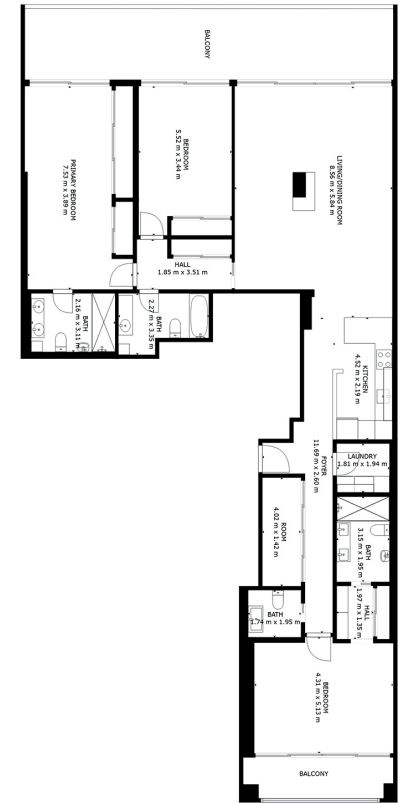 BALCONY
PRIMARY BEDROOM
7.53 m x 3.89 m
BEDROOM
5.52 m x 3.44 m
LIVING/DINING ROOM
8.56 m x 5.84 m
HALL
1.85 m x 3.51 m
BATH
2.16 m x 3.11 m
BATH
2.27 m x 3.35 m
KITCHEN
4.52 m x 2.19 m
FOYER
11.69 m x 2.60 m
LAUNDRY
1.81 m x 1.94 m
ROOM
4.02 m x 1.42 m
BATH
3.15 m x 1.95 m
HALL
1.97 m x 1.35 m
BATH
1.74 m x 1.95 m
BEDROOM
4.31 m x 5.13 m
BALCONY